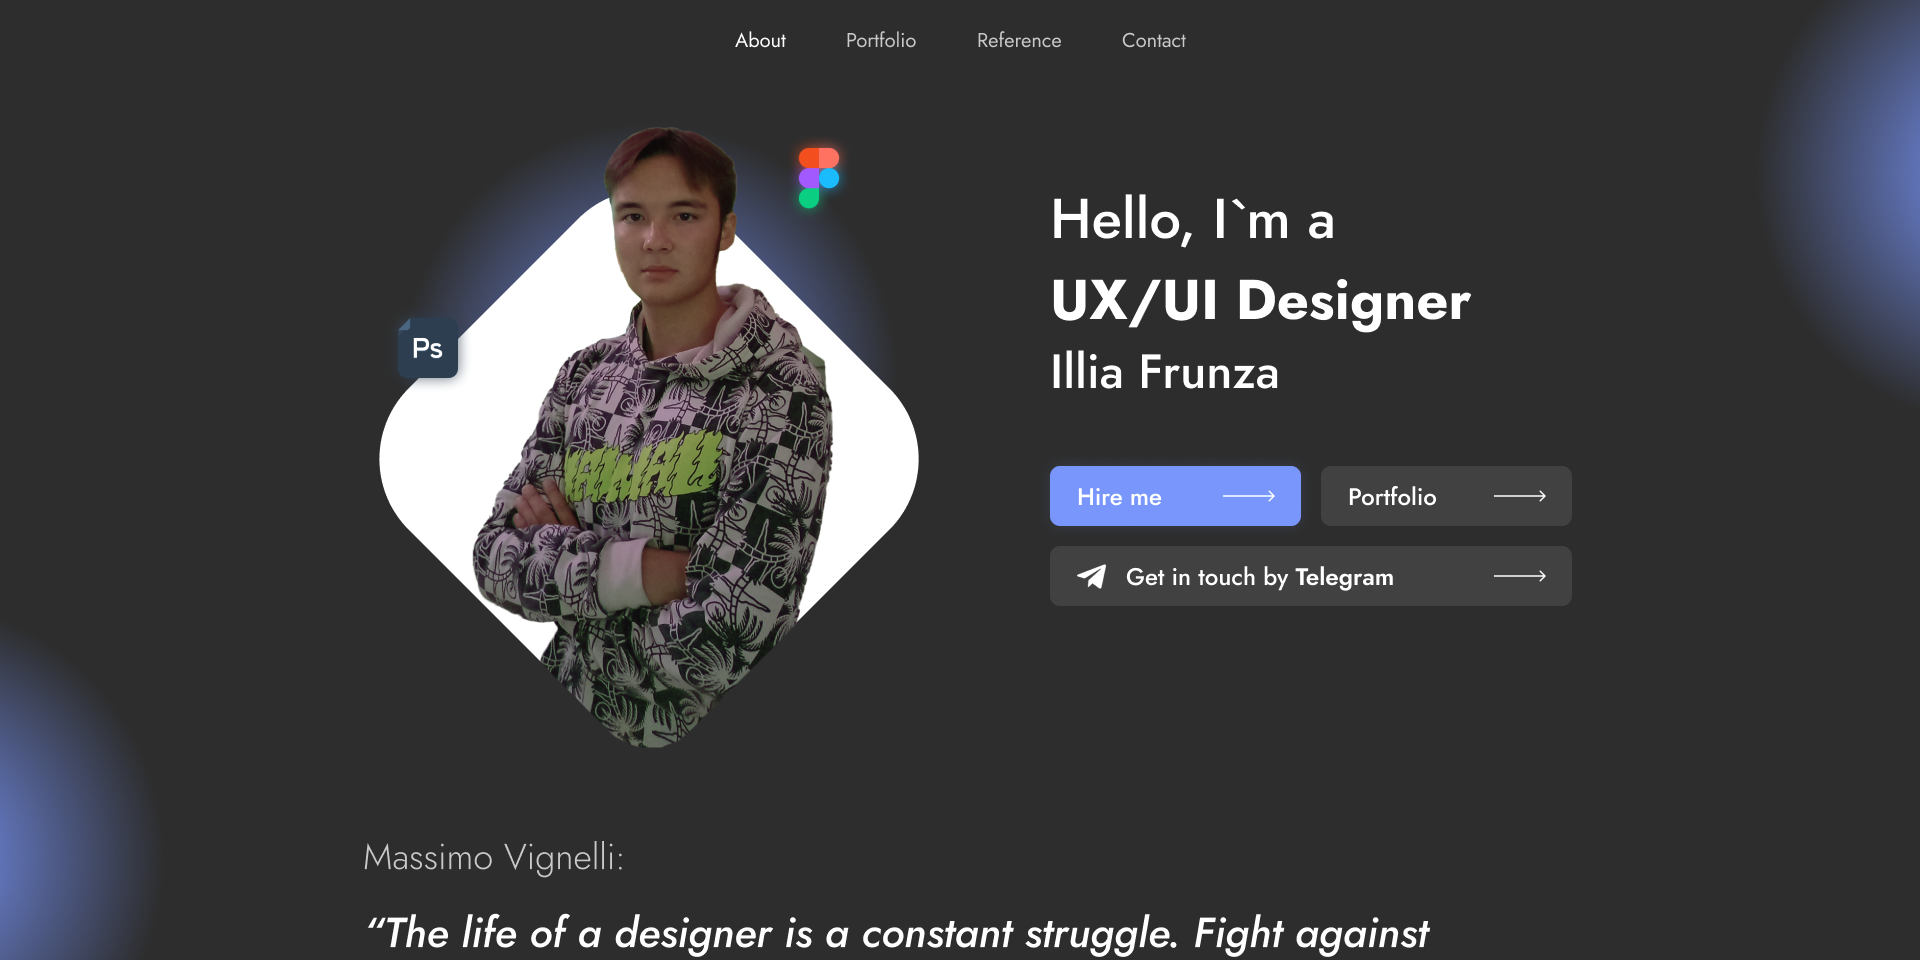 About
Portfolio
Reference
Contact
Ps
HAWAII
Hello, I`m a
UX/UI Designer
Illia Frunza
Hire me
Portfolio
Get in touch by Telegram
Massimo Vignelli:
“The life of a designer is a constant struggle. Fight against